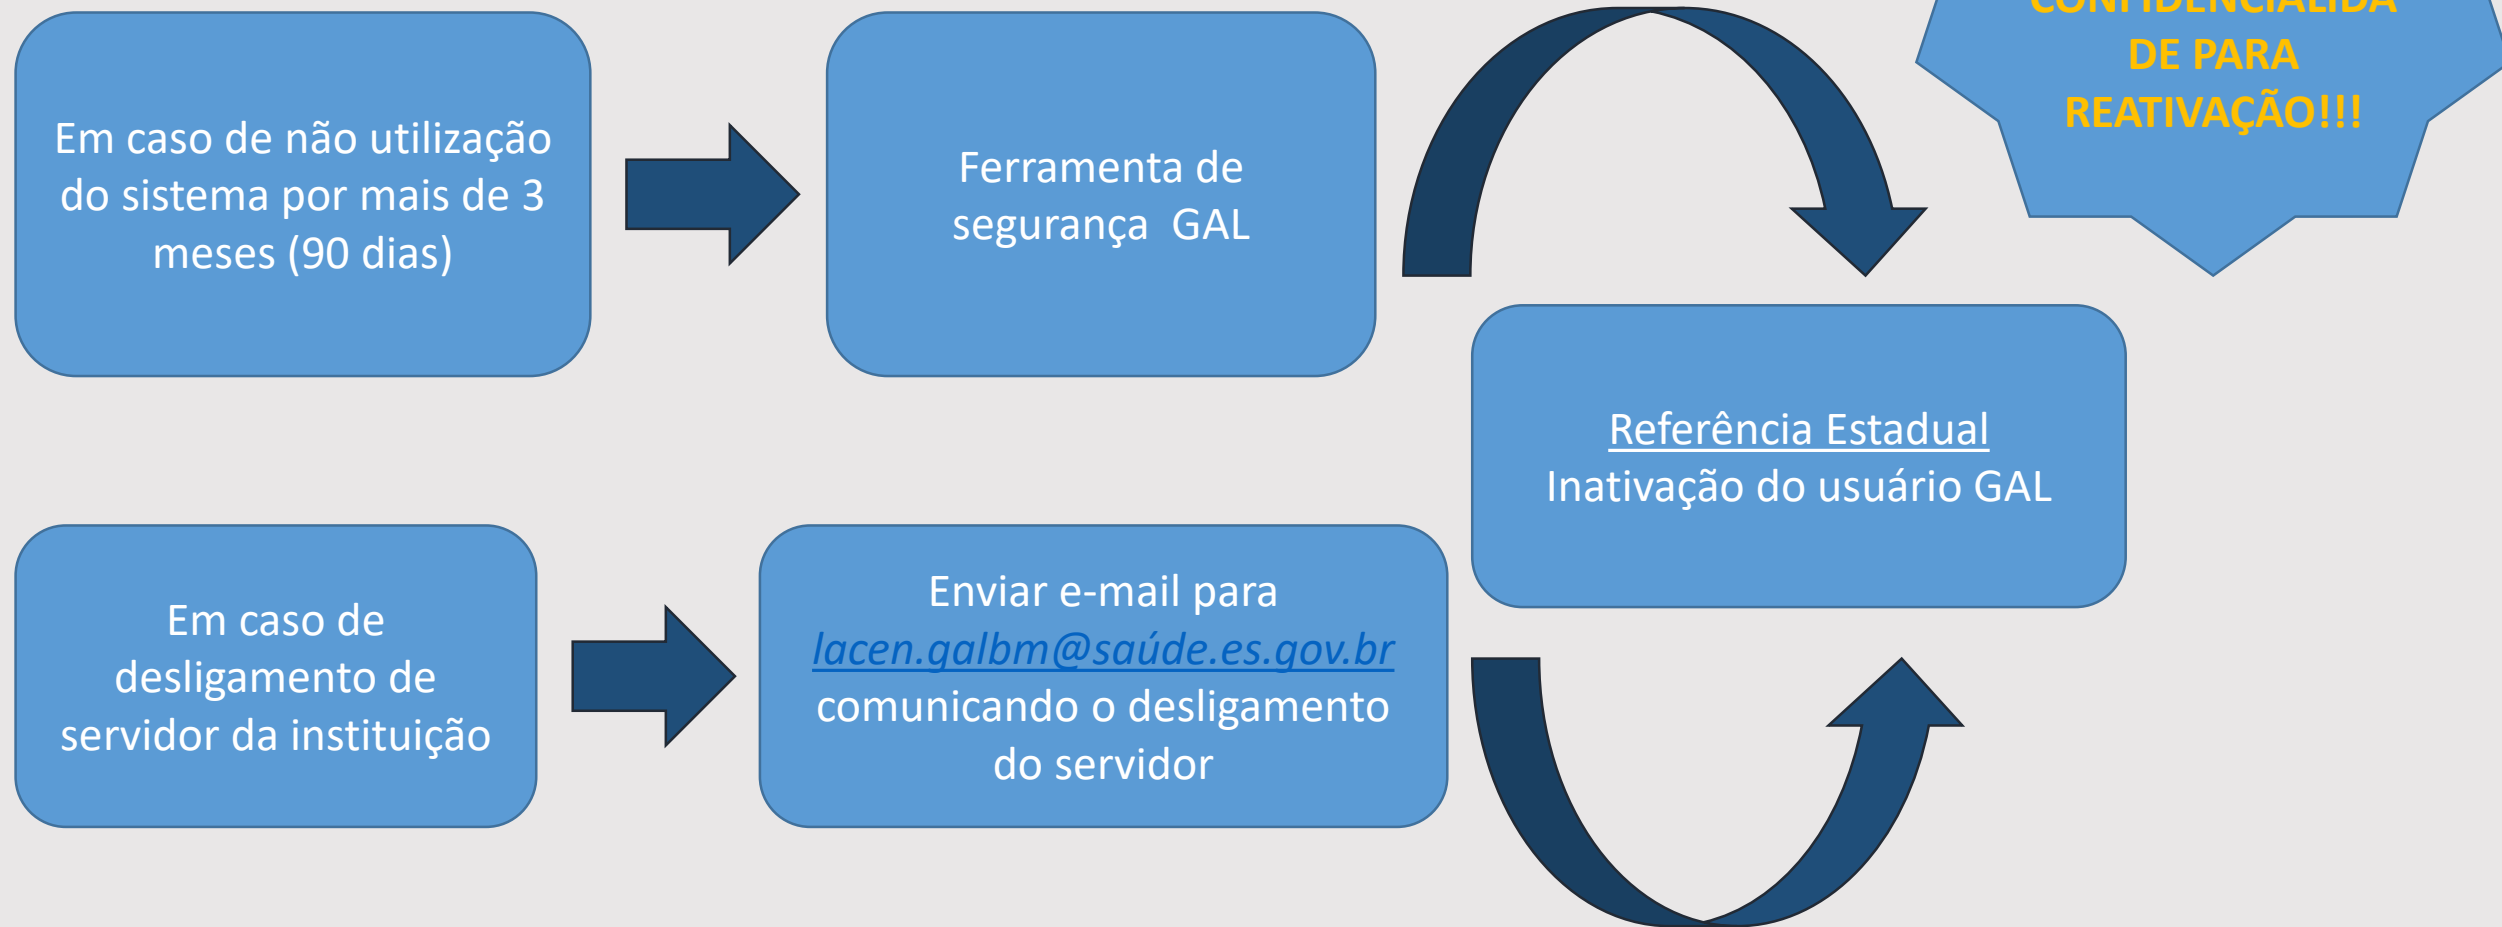 CONFIDENCIALIDA
DE PARA
REATIVAÇÃO!!!
Em caso de não utilização
do sistema por mais de 3
meses (90 dias)
Ferramenta de
segurança GAL
Referência Estadual
Inativação do usuário GAL
Em caso de
desligamento de
servidor da instituição
Enviar e-mail para
lacen.galbm@saúde.es.gov.br
comunicando o desligamento
do servidor